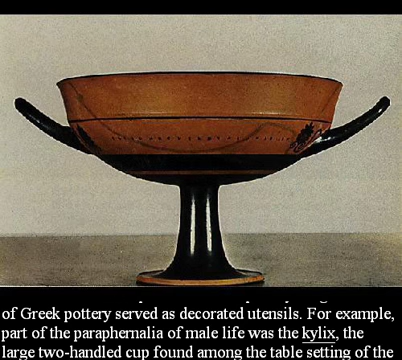 of Greek pottery served as decorated utensils. For example,
part of the paraphernalia of male life was the kylix, the
large two-handled cup found among the table setting of the